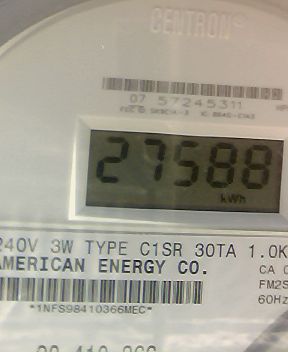 CENTRON®
07 57245311
27588
kWh
240V 3W TYPE C1SR 30TA 1.0K
AMERICAN ENERGY CO.
CA
FM2S
60Hz
*1NFS98410366MEC*